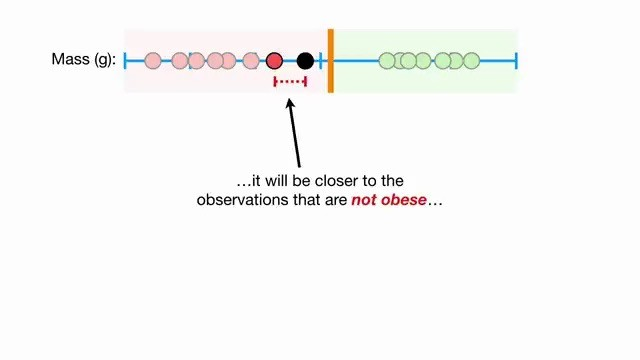 Mass (g):
…it will be closer to the
observations that are not obese…